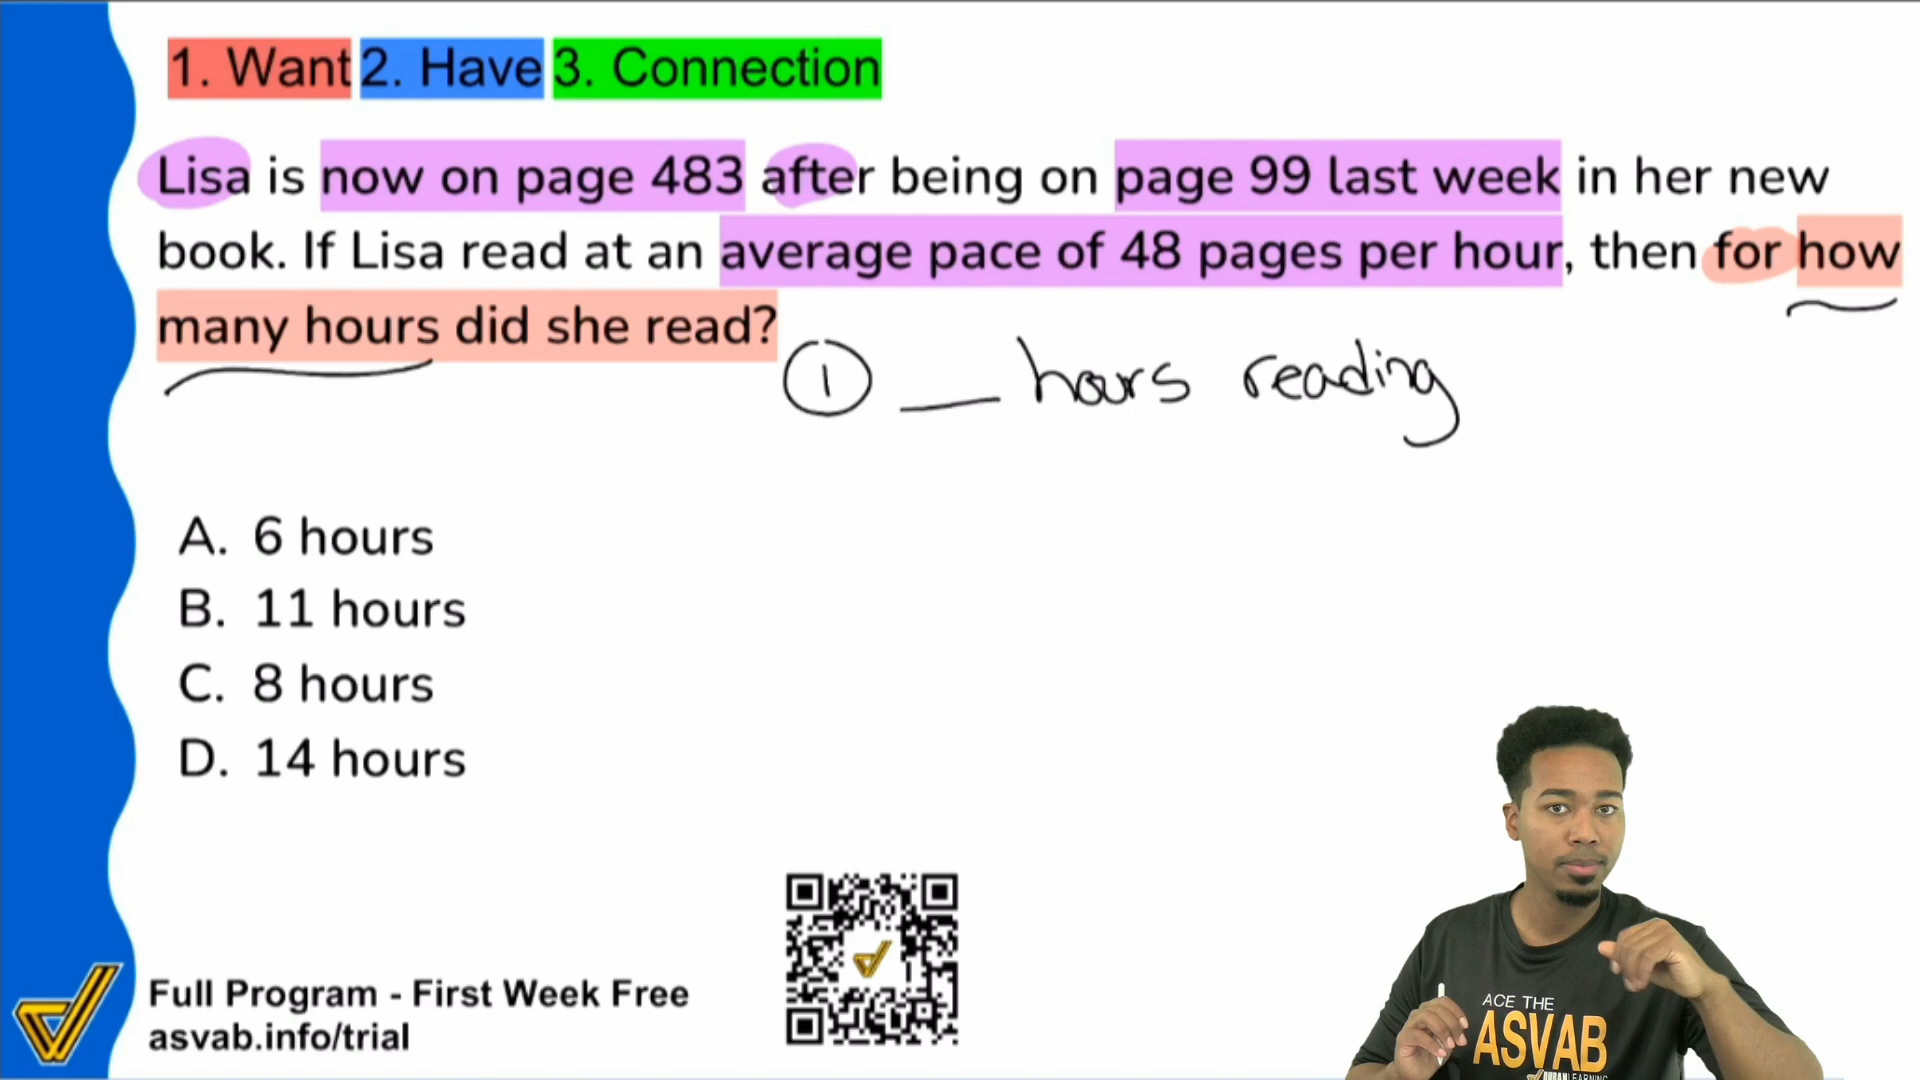 1. Want 2. Have 3. Connection
Lisa is now on page 483 after being on page 99 last week in her new
book. If Lisa read at an average pace of 48 pages per hour, then for how
many hours did she read?
1 __ hours reading
A. 6 hours
B. 11 hours
C. 8 hours
D. 14 hours
Full Program - First Week Free
asvab.info/trial
ACE THE
ASVAB
DURAN LEARNING